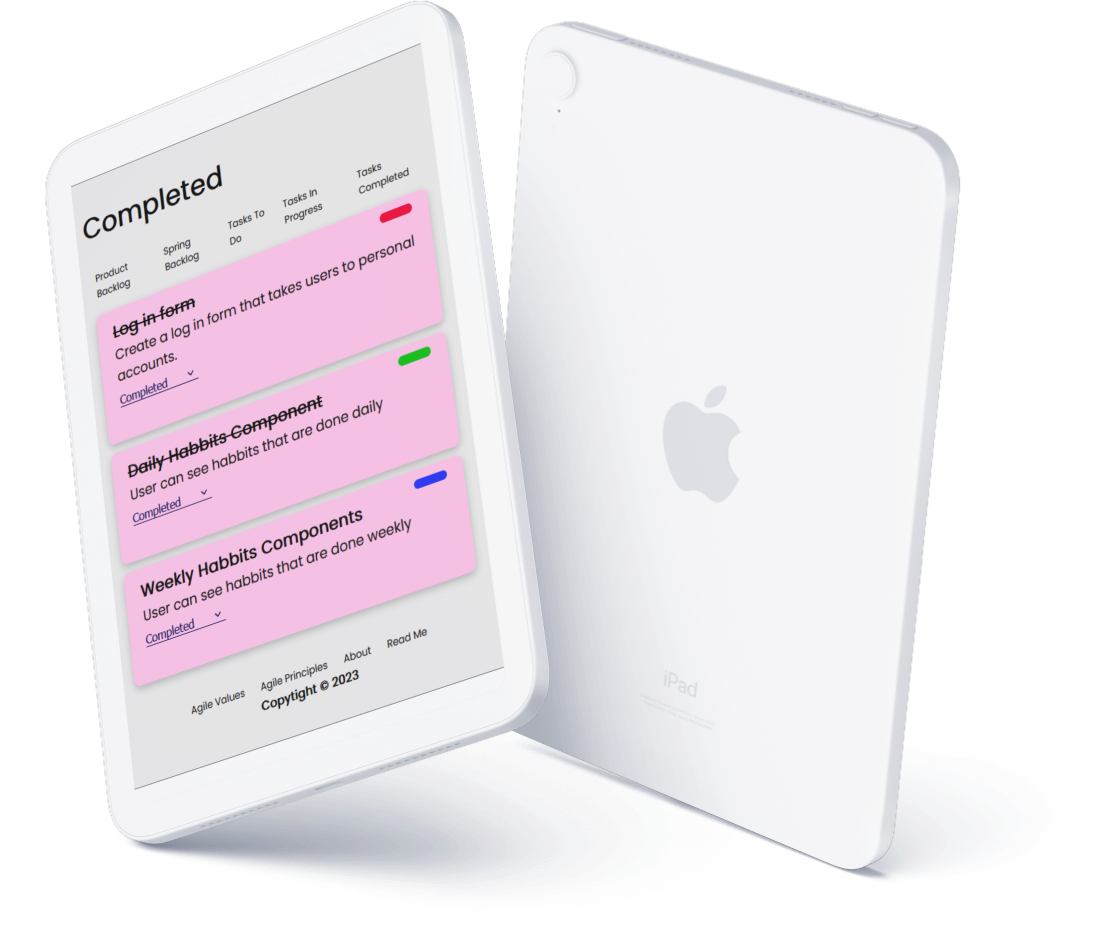 Completed
Product Backlog
Spring Backlog
Tasks To Do
Tasks In Progress
Tasks Completed
Log in form
Create a log in form that takes users to personal
accounts.
Completed
Daily Habbits Component
User can see habbits that are done daily
Completed
Weekly Habbits Components
User can see habbits that are done weekly
Completed
Agile Values Agile Principles About Read Me
Copytight © 2023
iPad